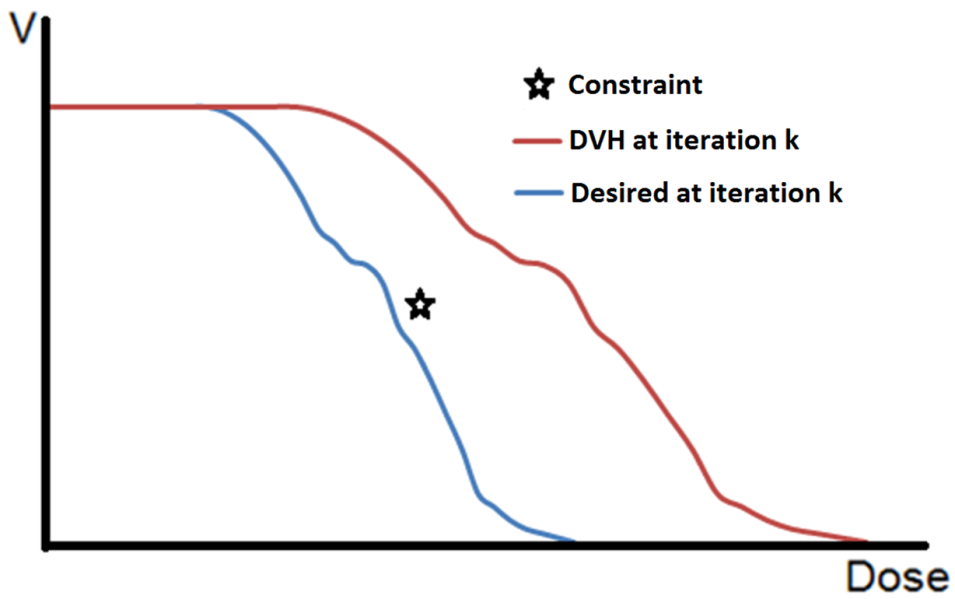 V
Constraint
DVH at iteration k
Desired at iteration k
Dose